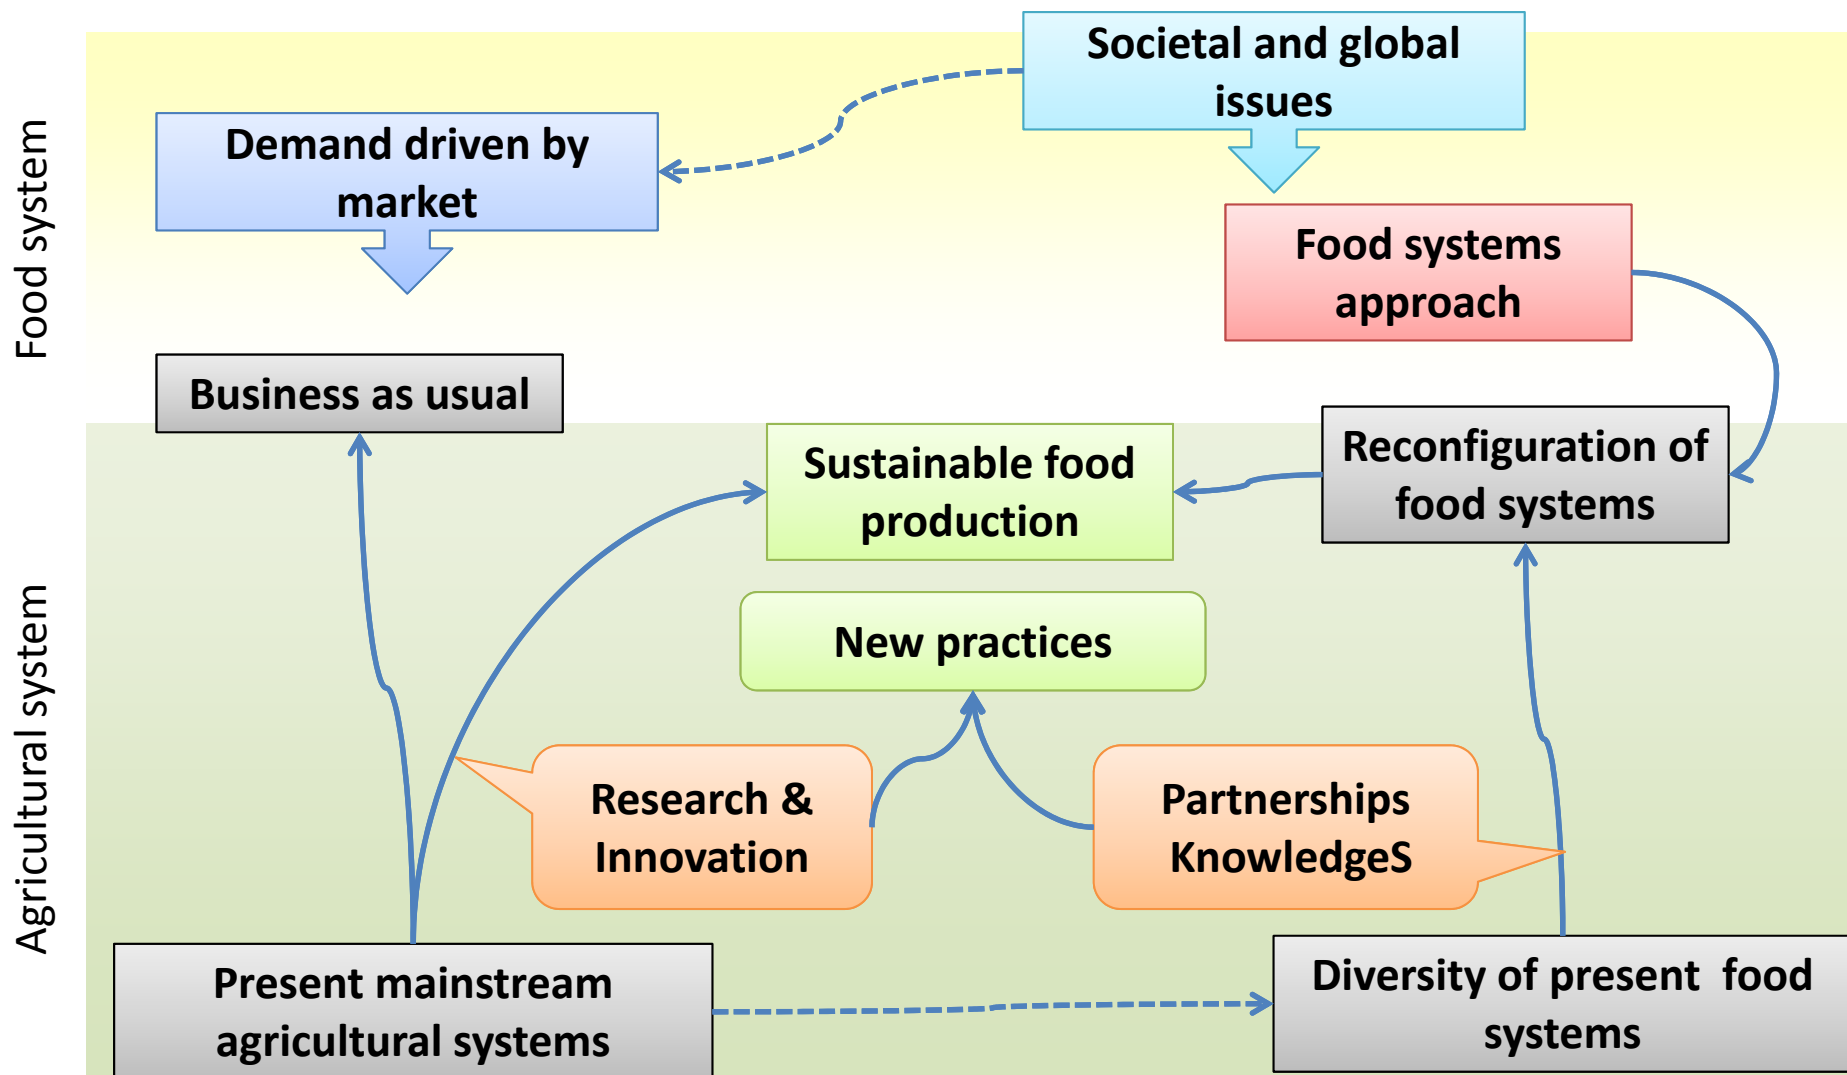 Societal and global
issues
Demand driven by
market
Food system
Food systems
approach
Business as usual
Sustainable food
production
Reconfiguration of
food systems
New practices
Agricultural system
Research &
Innovation
Partnerships
KnowledgeS
Present mainstream
agricultural systems
Diversity of present  food
systems